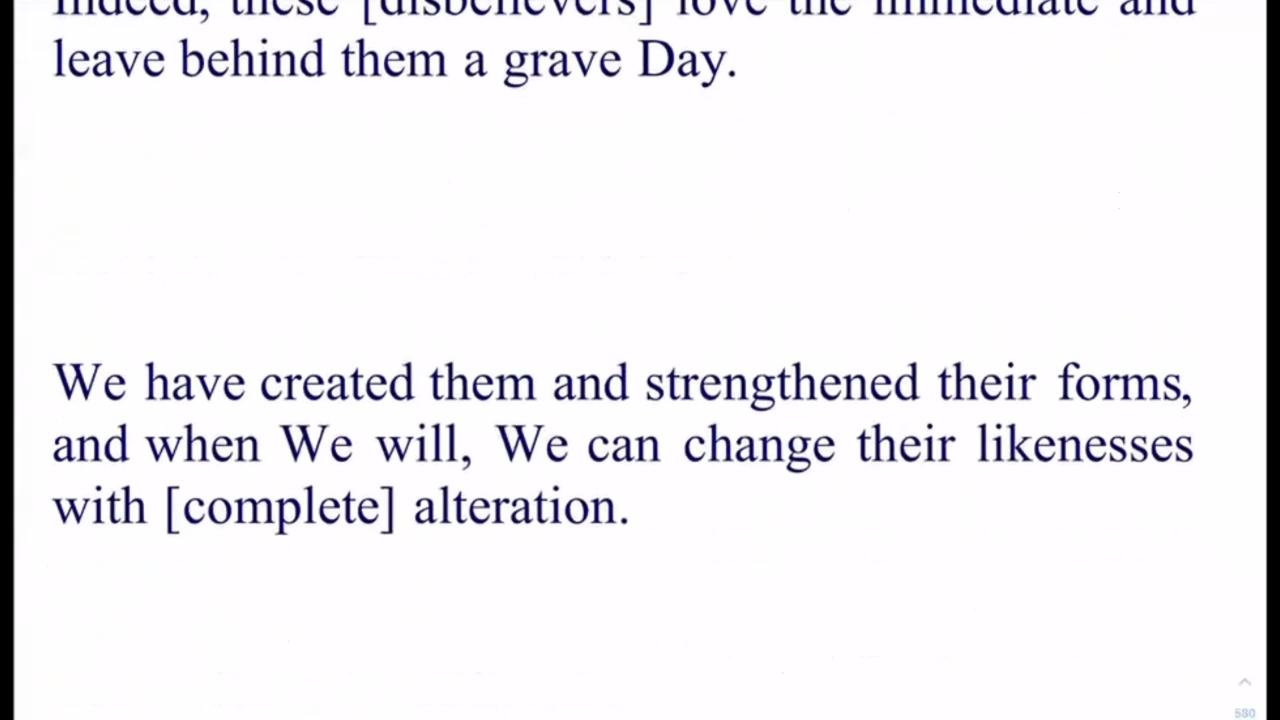 Indeed, these [disbelievers] love the immediate and
leave behind them a grave Day.
We have created them and strengthened their forms,
and when We will, We can change their likenesses
with [complete] alteration.
580